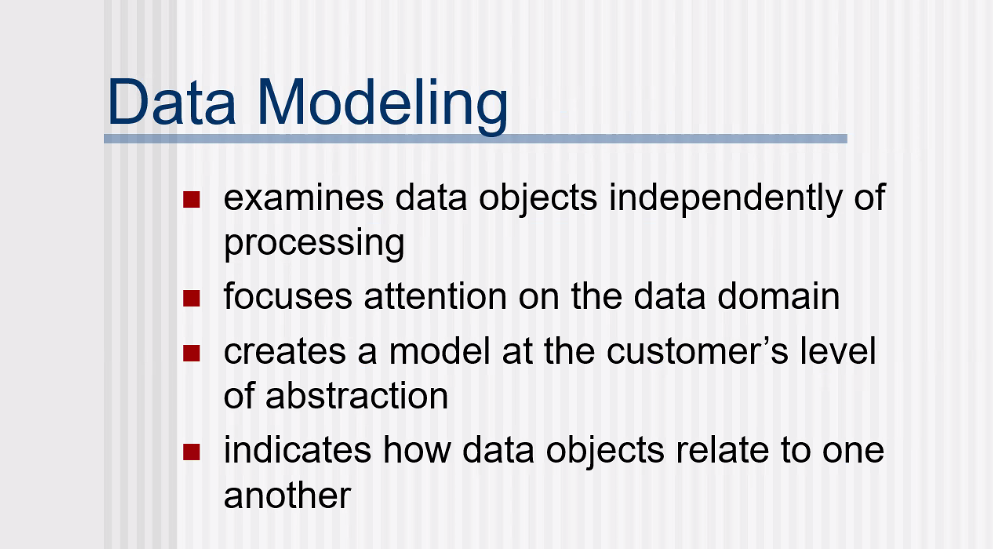 Data Modeling
examines data objects independently of
processing
focuses attention on the data domain
creates a model at the customer’s level
of abstraction
indicates how data objects relate to one
another